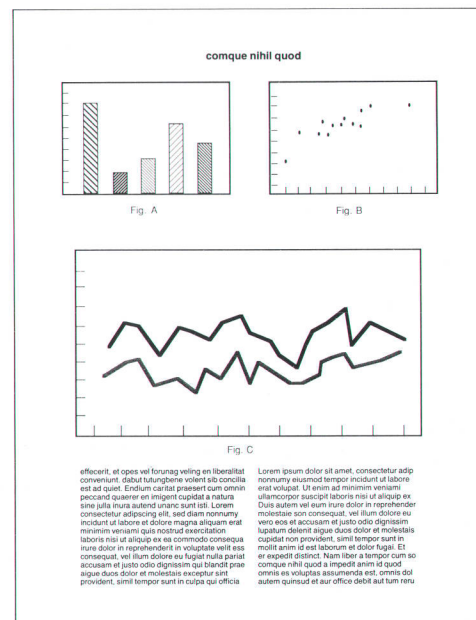 comque nihil quod
Fig. A
Fig. B
Fig. C
effecerit, et opes vel forunag veling en liberalitat
conveniunt. dabut tutungbene volent sib concilia
est ad quiet. Endium caritat praesert cum omnin
peccand quaerer en imigent cupidat a natura
sine julla inura autend unanc sunt isti. Lorem
consectetur adipscing elit, sed diam nonnumy
incidunt ut labore et dolore magna aliquam erat
minimim veniami quis nostrud exercitation
laboris nisi ut aliquip ex ea commodo consequa
irure dolor in reprehenderit in voluptate velit ess
consequat, vel illum dolore eu fugiat nulla pariat
accusam et justo odio dignissim qui blandit prae
aigue duos dolor et molestais exceptur sint
provident, simil tempor sunt in culpa qui officia
Lorem ipsum dolor sit amet, consectetur adip
nonnumy eiusmod tempor incidunt ut labore
erat volupat. Ut enim ad minimim veniami
ullamcorpor suscipit laboris nisi ut aliquip ex
Duis autem vel eum irure dolor in reprehender
molestaie son consequat, vel illum dolore eu
vero eos et accusam et justo odio dignissim
lupatum delenit aigue duos dolor et molestais
cupidat non provident, simil tempor sunt in
mollit anim id est laborum et dolor fugai. Et
er expedit distinct. Nam liber a tempor cum so
comque nihil quod a impedit anim id quod
omnis es voluptas assumenda est, omnis dol
autem quinsud et aur office debit aut tum reru